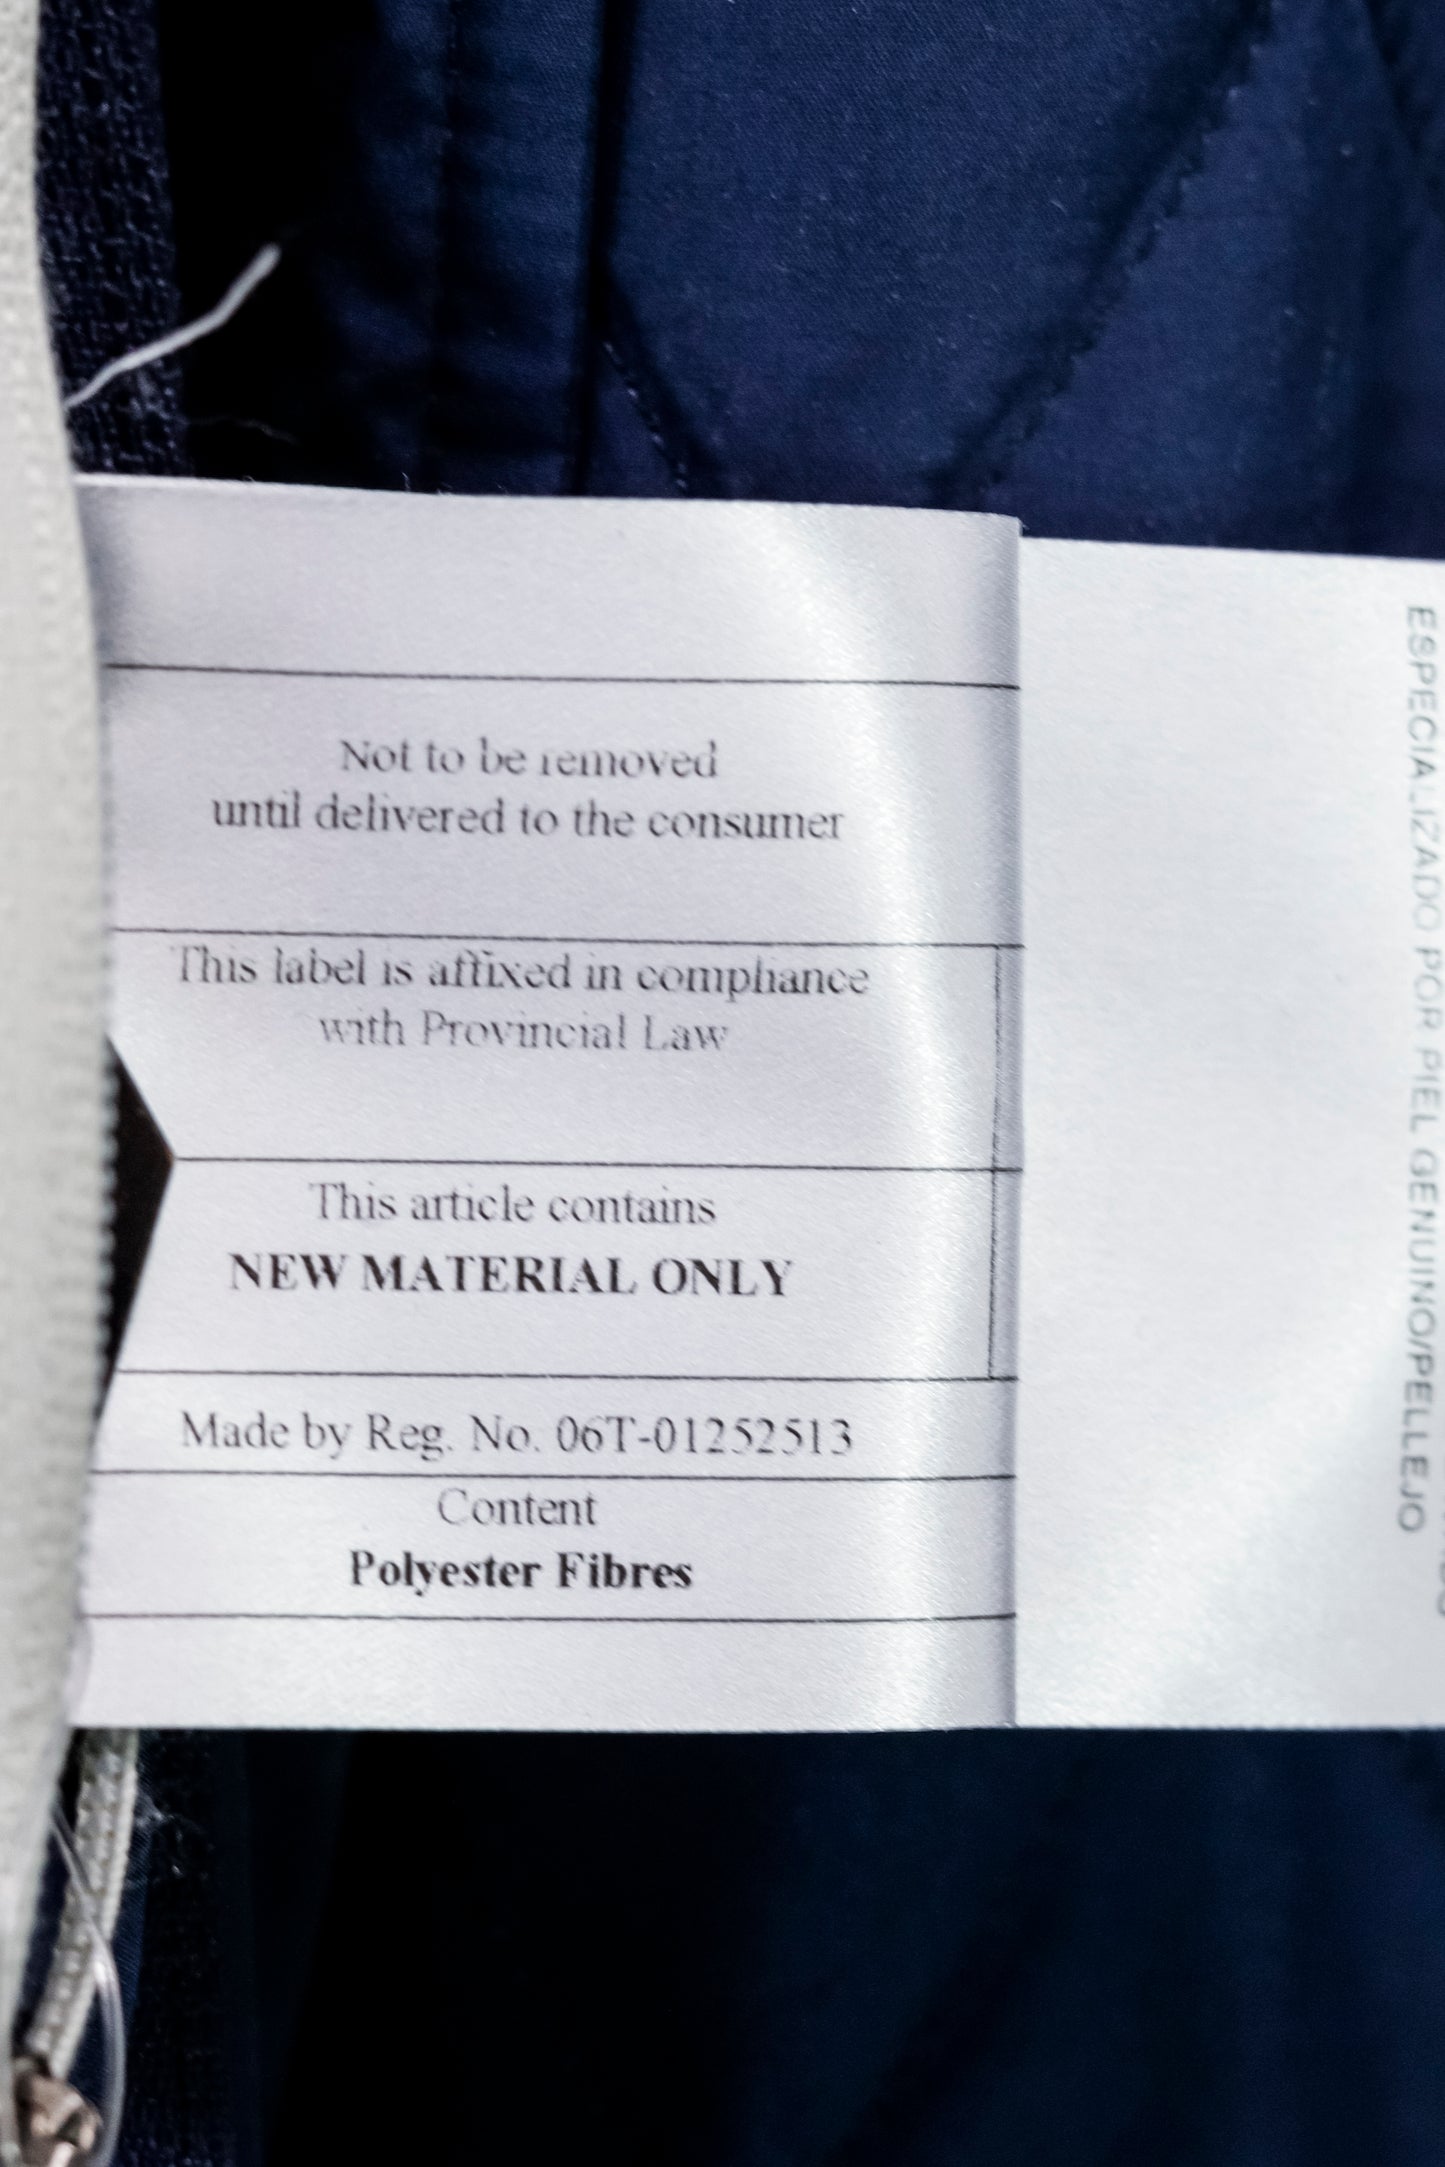 Not to be removed
until delivered to the consumer
This label is affixed in compliance
with Provincial Law
This article contains
NEW MATERIAL ONLY
Made by Reg. No. 06T-01252513
Content
Polyester Fibres
ESPECIALIZADO POR PIEL GENUINO/PELLEJO